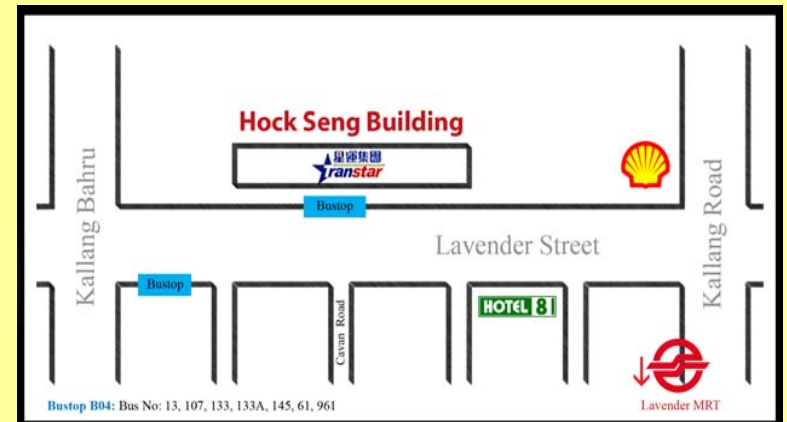 Hock Seng Building
星運集團
Transtar
Bustop
Kallang Bahru
Lavender Street
Kallang Road
Bustop
Cavan Road
HOTEL 81
Bustop B04: Bus No: 13, 107, 133, 133A, 145, 61, 961
Lavender MRT